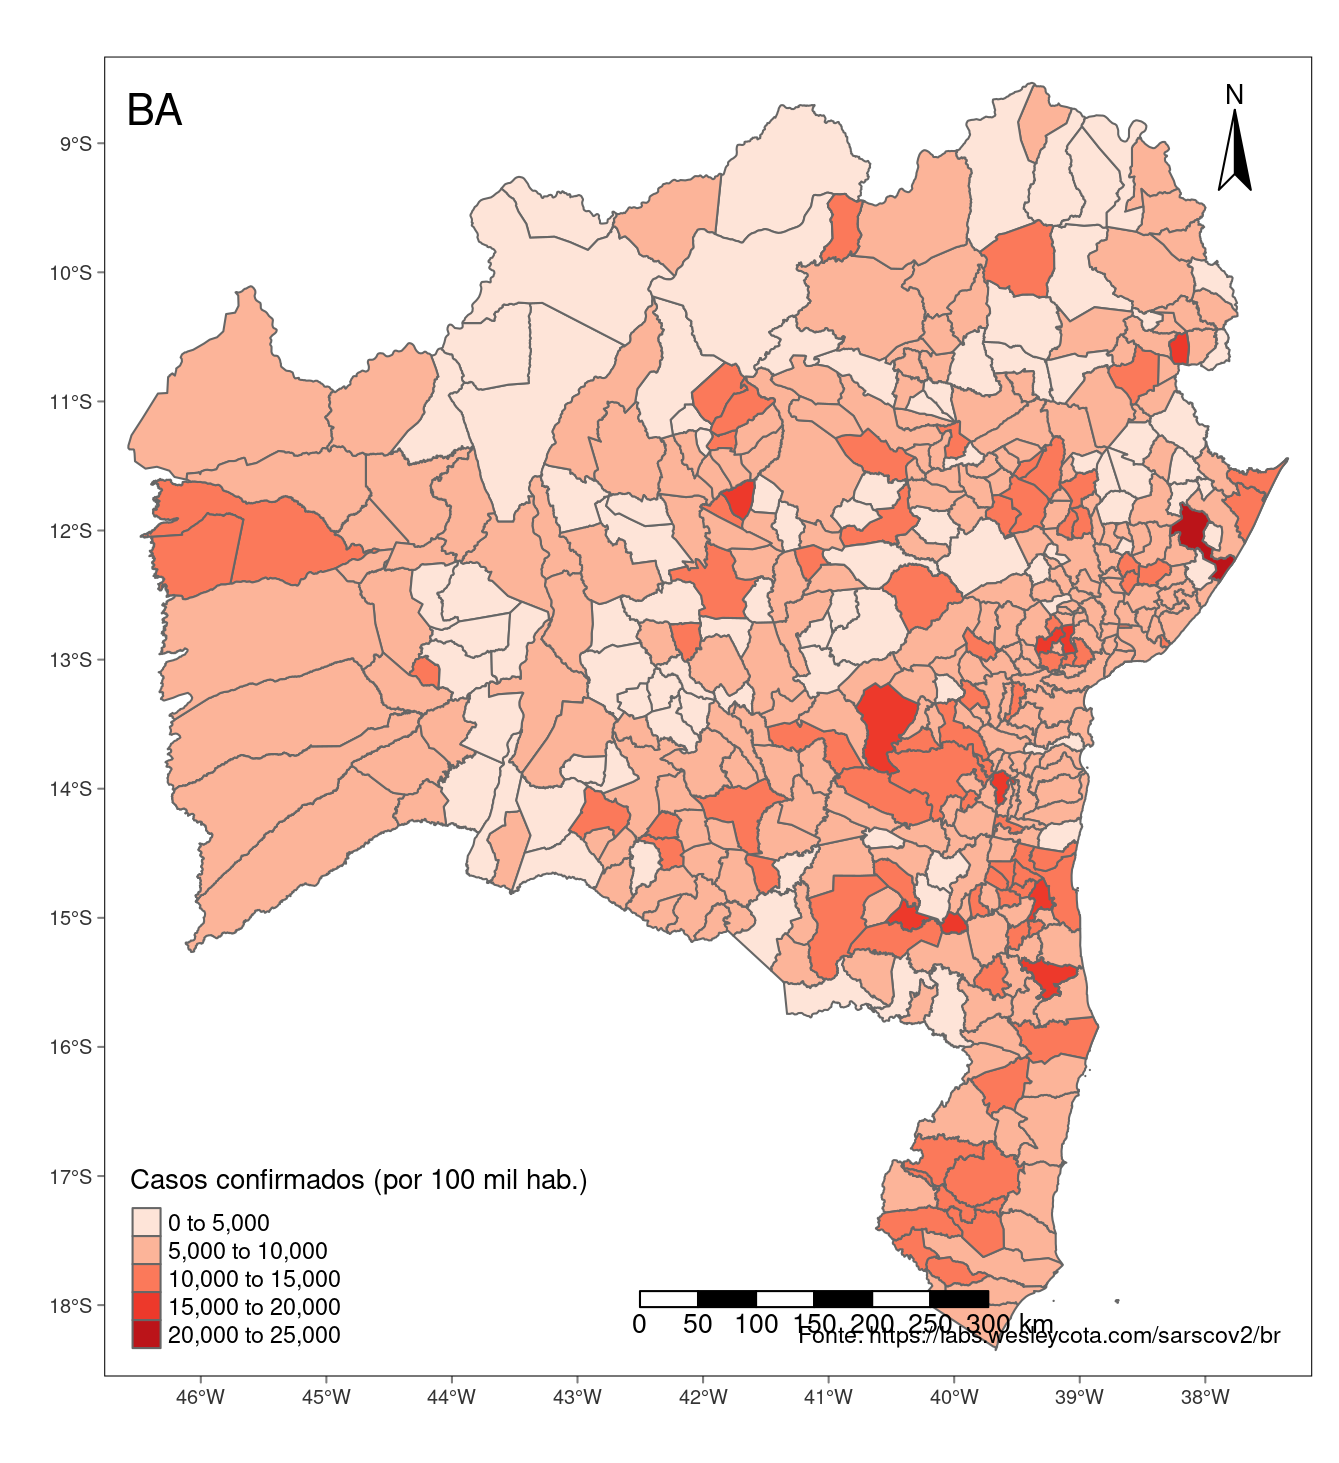 BA
N
9°S
10°S
11°S
12°S
13°S
14°S
15°S
16°S
17°S
18°S
Casos confirmados (por 100 mil hab.)
0 to 5,000
5,000 to 10,000
10,000 to 15,000
15,000 to 20,000
20,000 to 25,000
0 50 100 150 200 250 300 km
Fonte: https://labs.wesleycota.com/sarscov2/br
46°W 45°W 44°W 43°W 42°W 41°W 40°W 39°W 38°W